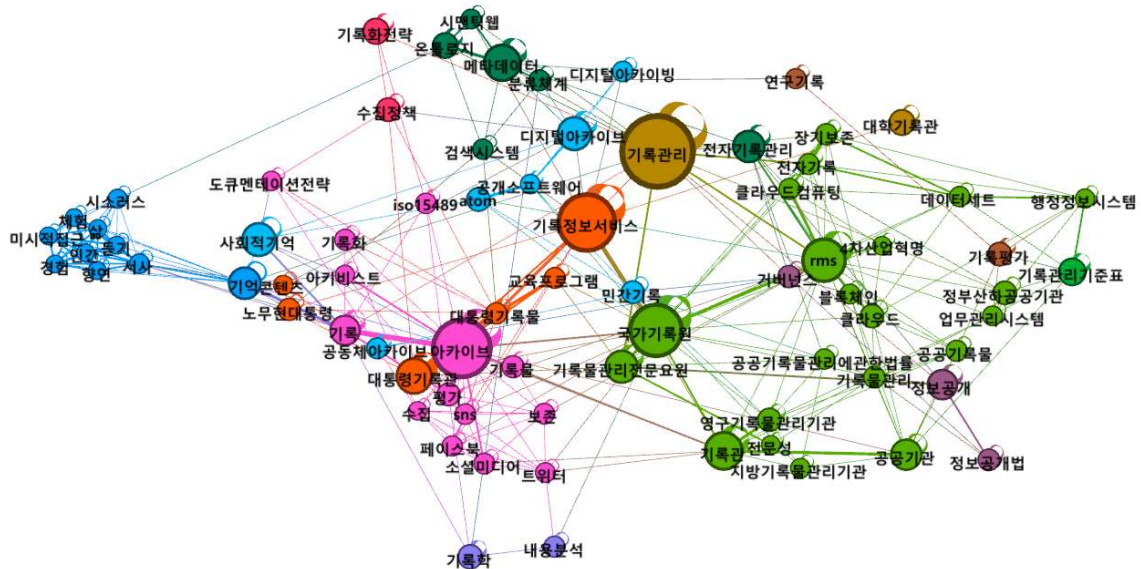 시맨틱웹
기록화전략
온톨로지
메타데이터
디지털아카이빙
분류체계
연구기록
수집정책
대학기록관
디지털아카이브
장기보존
전자기록관리
기록관리
검색시스템
전자기록
도큐멘테이션전략
공개소프트웨어
클라우드컴퓨팅
시소러스
iso15489
atom
데이터세트
행정정보시스템
체험
삶
기록정보서비스
미시적접근
사회적기억
기록화
4차산업혁명
인간
동기
기록평가
경험
향연
서사
rms
거버넌스
기록관리기준표
기억
콘텐츠
아키비스트
교육프로그램
민간기록
블록체인
정부산하공공기관
노무현대통령
대통령기록물
클라우드
업무관리시스템
기록
국가기록원
공동체아카이브
아카이브
공공기록물관리에관한법률
공공기록물
대통령기록관
기록물
기록물관리전문요원
기록물관리
정보공개
평가
수집
sns
보존
영구기록물관리기관
페이스북
전문성
소셜미디어
트위터
기록관
지방기록물관리기관
공공기관
정보공개법
기록학
내용분석